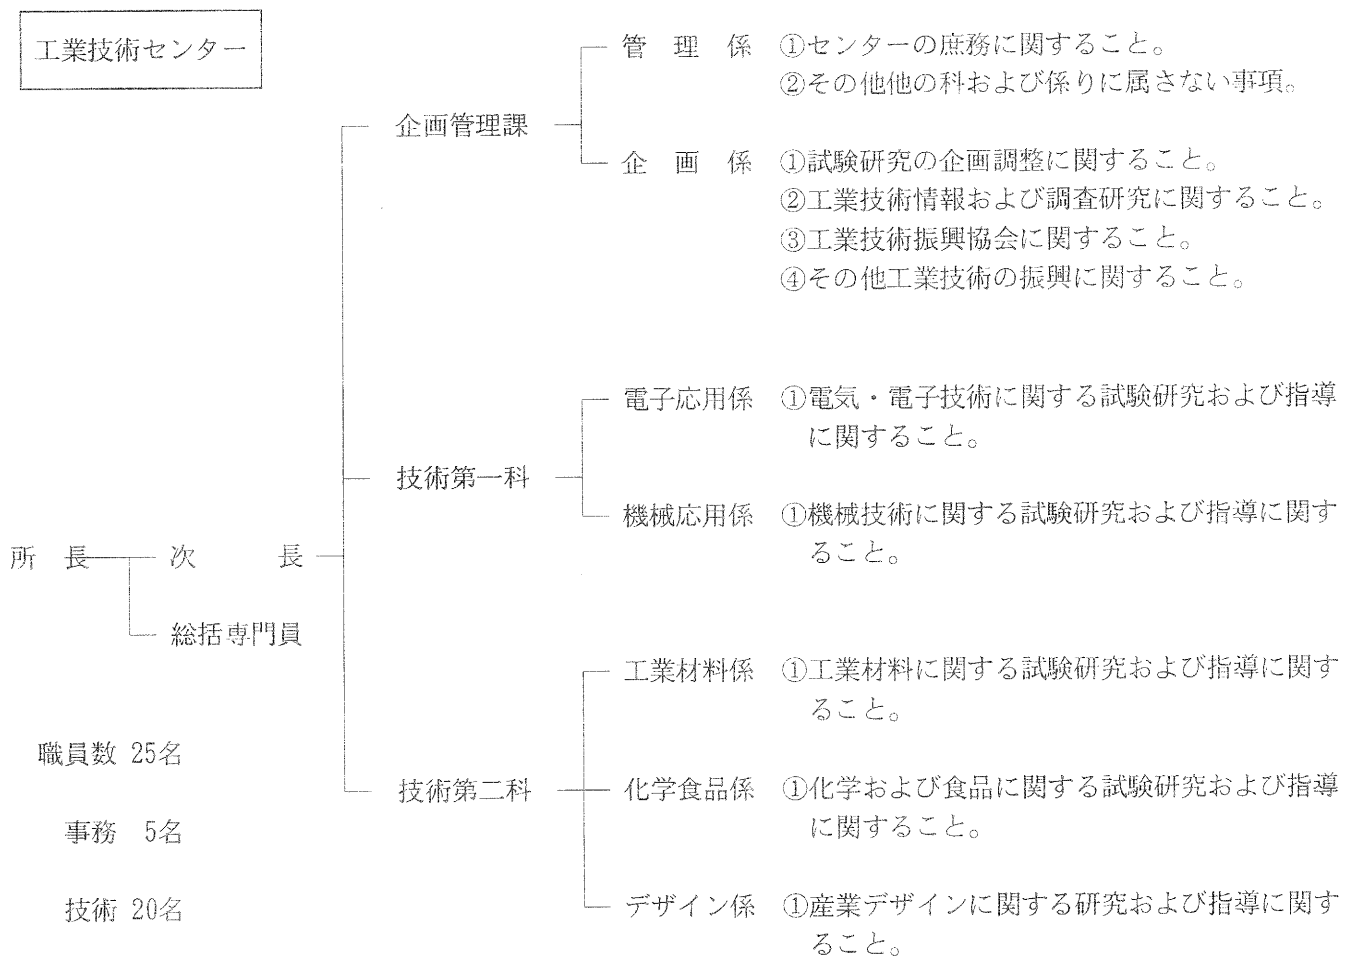 工業技術センター
管理係 ①センターの庶務に関すること。
②その他他の科および係りに属さない事項。
企画管理課
企画係 ①試験研究の企画調整に関すること。
②工業技術情報および調査研究に関すること。
③工業技術振興協会に関すること。
④その他工業技術の振興に関すること。
電子応用係 ①電気・電子技術に関する試験研究および指導
に関すること。
技術第一科
機械応用係 ①機械技術に関する試験研究および指導に関す
ること。
所長 次長
総括専門員
工業材料係 ①工業材料に関する試験研究および指導に関す
ること。
職員数 25名
技術第二科 化学食品係 ①化学および食品に関する試験研究および指導
に関すること。
事務 5名
技術 20名
デザイン係 ①産業デザインに関する研究および指導に関す
ること。